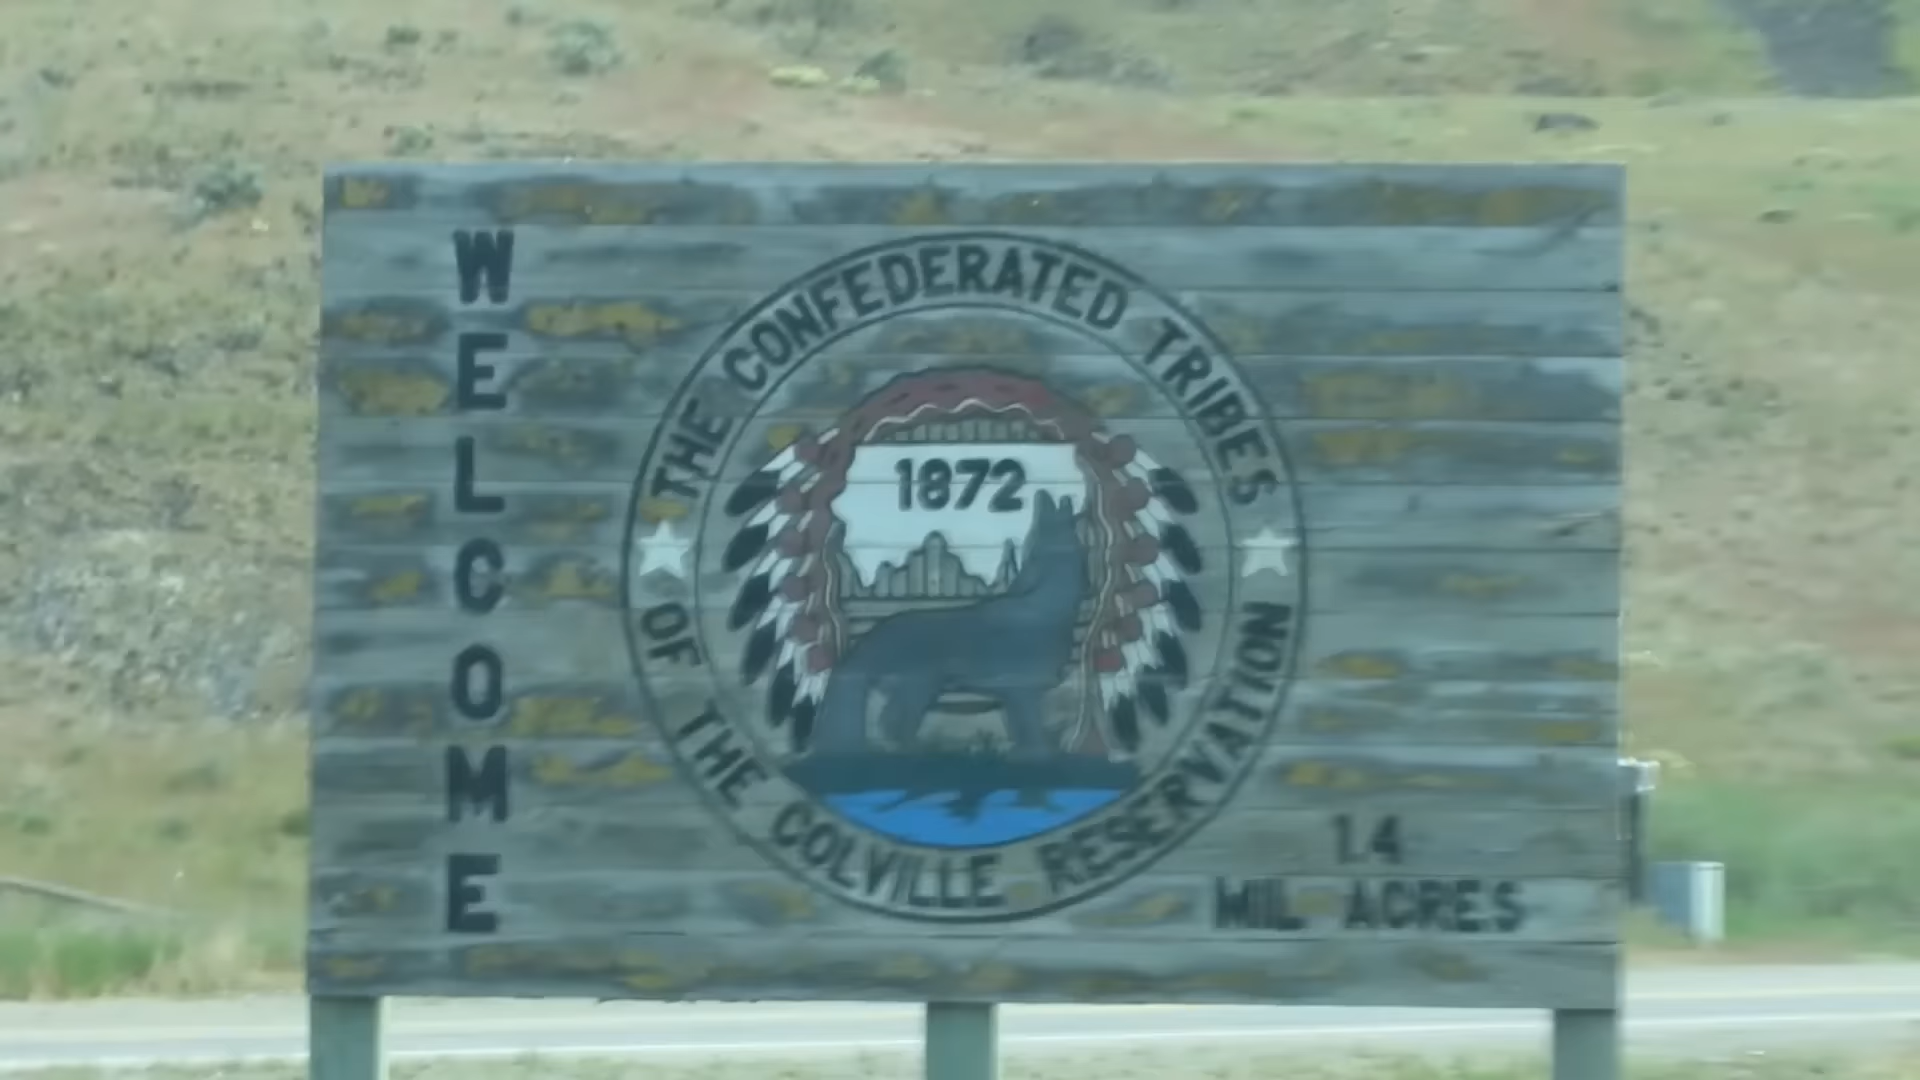 WELCOME
THE CONFEDERATED TRIBES
OF THE COLVILLE RESERVATION
1872
1.4
MIL ACRES